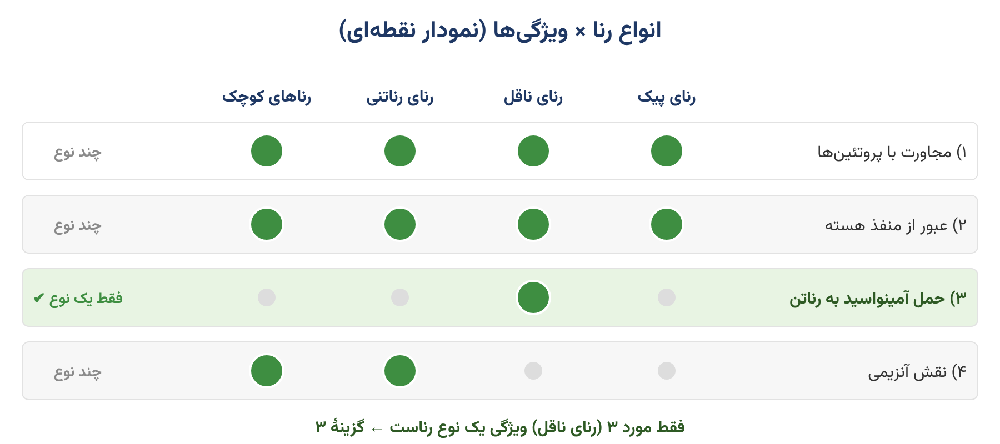 انواع رنا × ویژگی‌ها (نمودار نقطه‌ای)
رنای پیک رنای ناقل رنای رناتنی رناهای کوچک
۱) مجاورت با پروتئین‌ها چند نوع
۲) عبور از منفذ هسته چند نوع
۳) حمل آمینواسید به رناتن فقط یک نوع ✔
۴) نقش آنزیمی چند نوع
فقط مورد ۳ (رنای ناقل) ویژگی یک نوع رناست ← گزینهٔ ۳